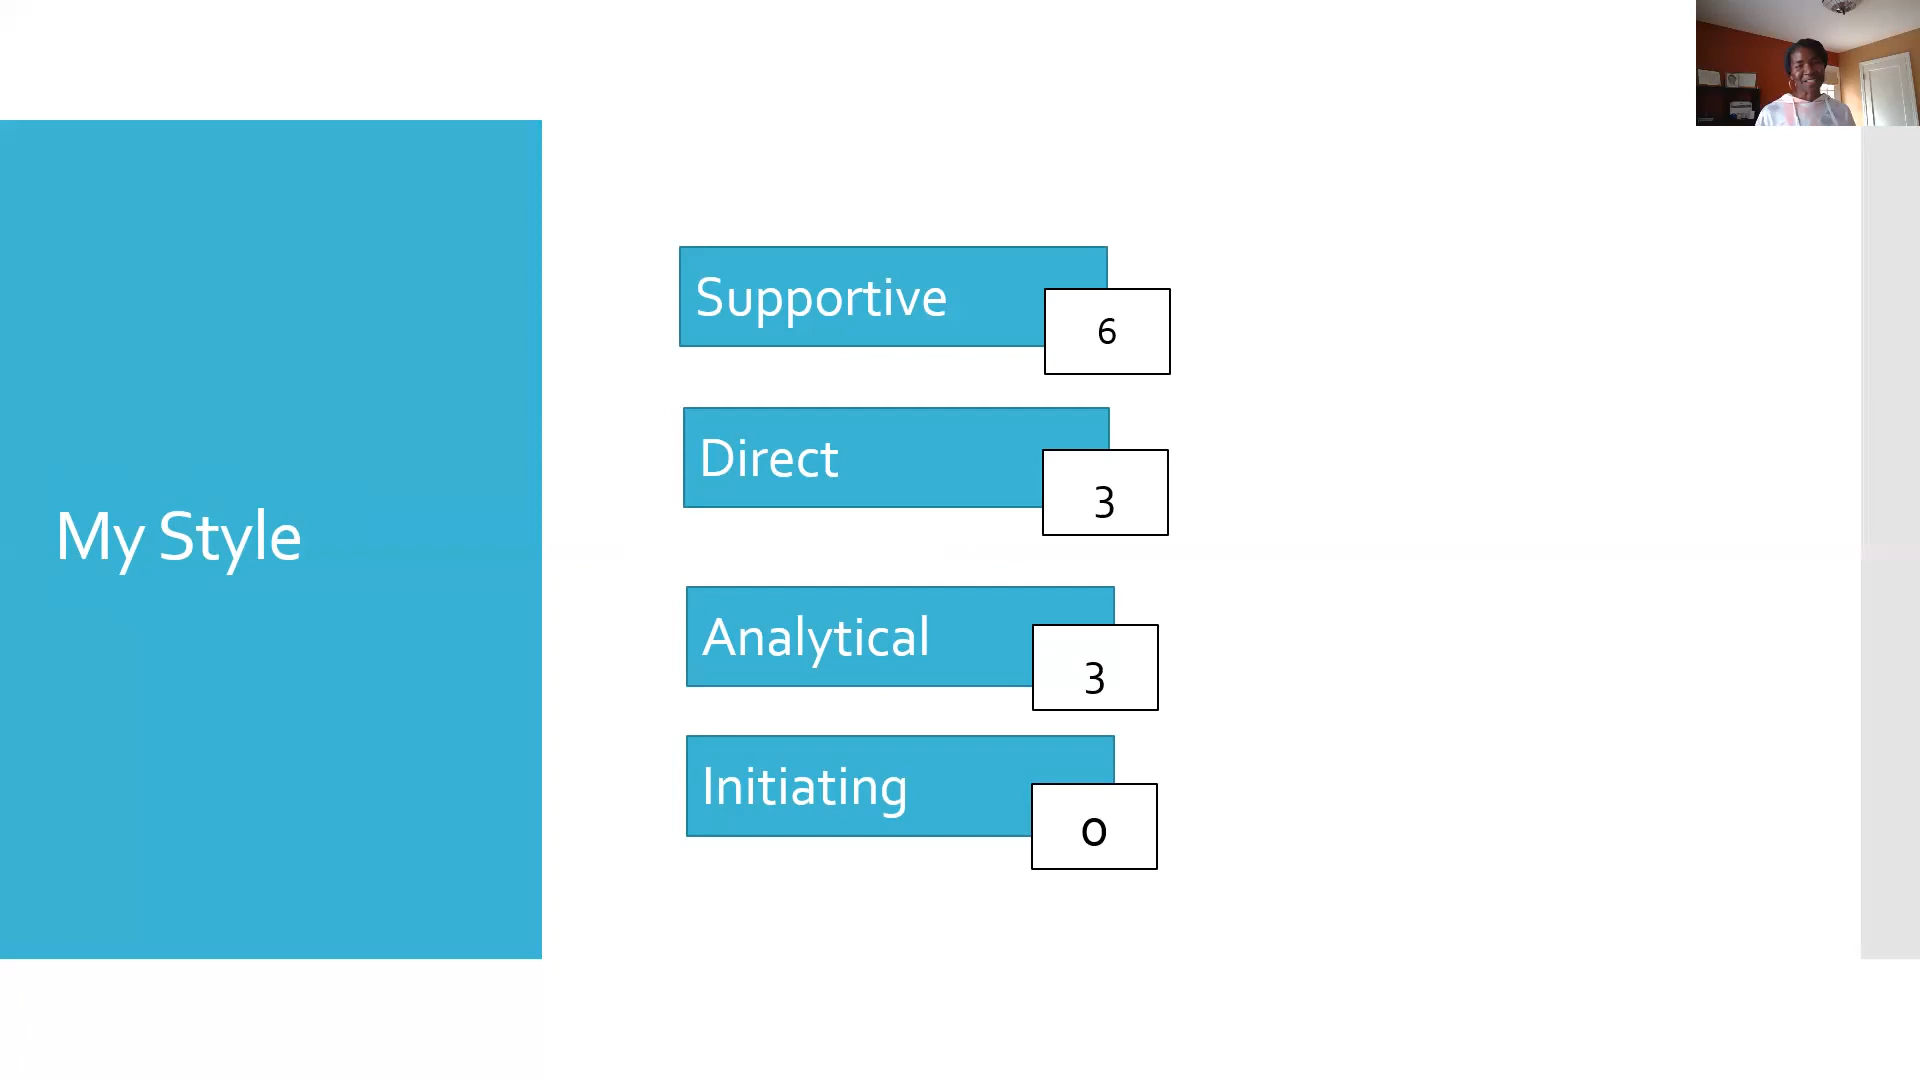 My Style
Supportive
6
Direct
3
Analytical
3
Initiating
0